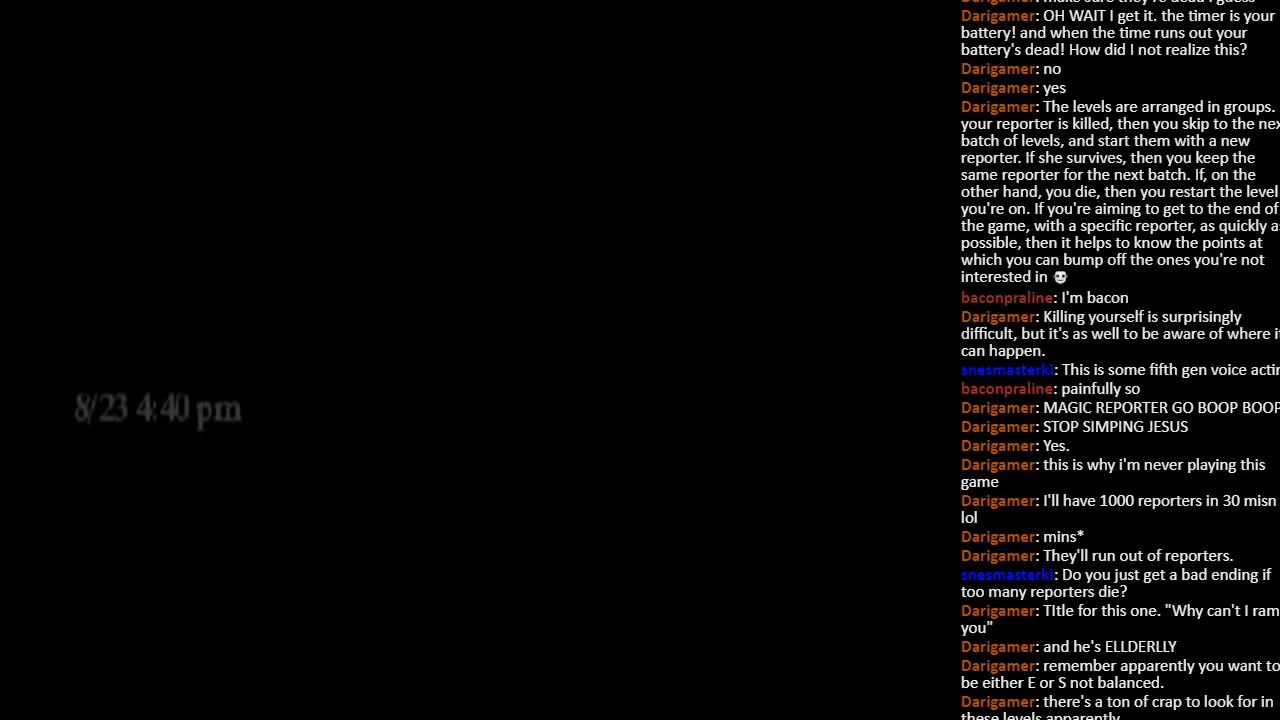 Darigamer: OH WAIT I get it. the timer is your
battery! and when the time runs out your
battery's dead! How did I not realize this?
Darigamer: no
Darigamer: yes
Darigamer: The levels are arranged in groups.
your reporter is killed, then you skip to the nex
batch of levels, and start them with a new
reporter. If she survives, then you keep the
same reporter for the next batch. If, on the
other hand, you die, then you restart the level
you're on. If you're aiming to get to the end of
the game, with a specific reporter, as quickly as
possible, then it helps to know the points at
which you can bump off the ones you're not
interested in
baconpraline: I'm bacon
Darigamer: Killing yourself is surprisingly
difficult, but it's as well to be aware of where it
can happen.
snesmasterki: This is some fifth gen voice actin
baconpraline: painfully so
Darigamer: MAGIC REPORTER GO BOOP BOOP
Darigamer: STOP SIMPING JESUS
Darigamer: Yes.
Darigamer: this is why i'm never playing this
game
Darigamer: I'll have 1000 reporters in 30 misn
lol
Darigamer: mins*
Darigamer: They'll run out of reporters.
snesmasterki: Do you just get a bad ending if
too many reporters die?
Darigamer: TItle for this one. "Why can't I ram
you"
Darigamer: and he's ELLDERLLY
Darigamer: remember apparently you want to
be either E or S not balanced.
Darigamer: there's a ton of crap to look for in
these levels apparently
8/23 4:40 pm